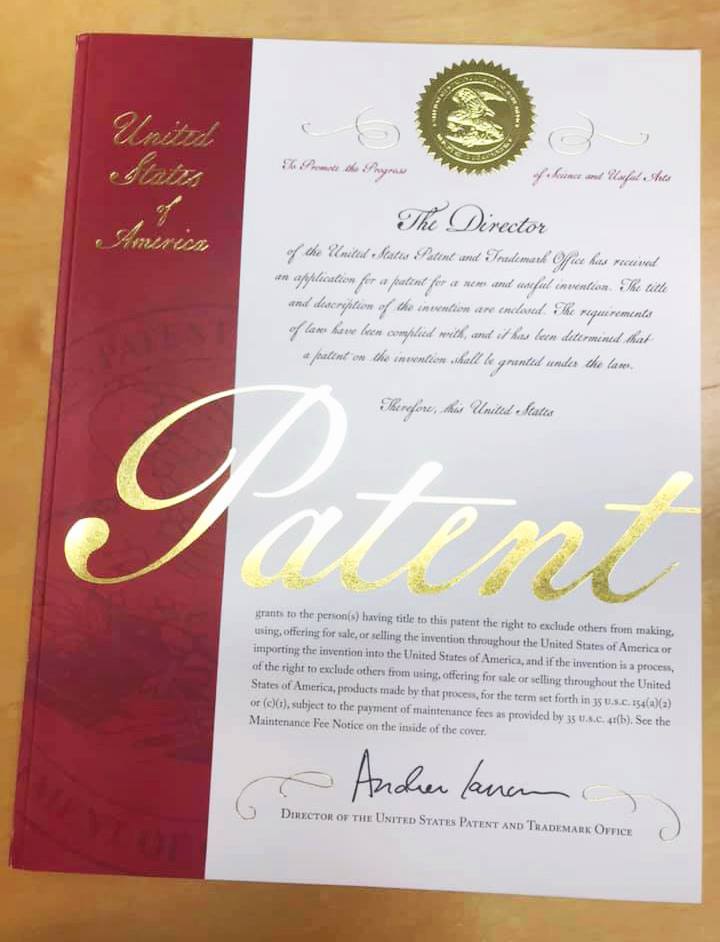 United
States
of
America
To Promote the Progress
of Science and Useful Arts
The Director
of the United States Patent and Trademark Office has received
an application for a patent for a new and useful invention. The title
and description of the invention are enclosed. The requirements
of law have been complied with, and it has been determined that
a patent on the invention shall be granted under the law.
Therefore, this United States
Patent
grants to the person(s) having title to this patent the right to exclude others from making,
using, offering for sale, or selling the invention throughout the United States of America or
importing the invention into the United States of America, and if the invention is a process,
of the right to exclude others from using, offering for sale or selling throughout the United
States of America, products made by that process, for the term set forth in 35 U.S.C. 154(a)(2)
or (c)(1), subject to the payment of maintenance fees as provided by 35 U.S.C. 41(b). See the
Maintenance Fee Notice on the inside of the cover.
Andrei Iancu
DIRECTOR OF THE UNITED STATES PATENT AND TRADEMARK OFFICE
PATENT
MENT OF